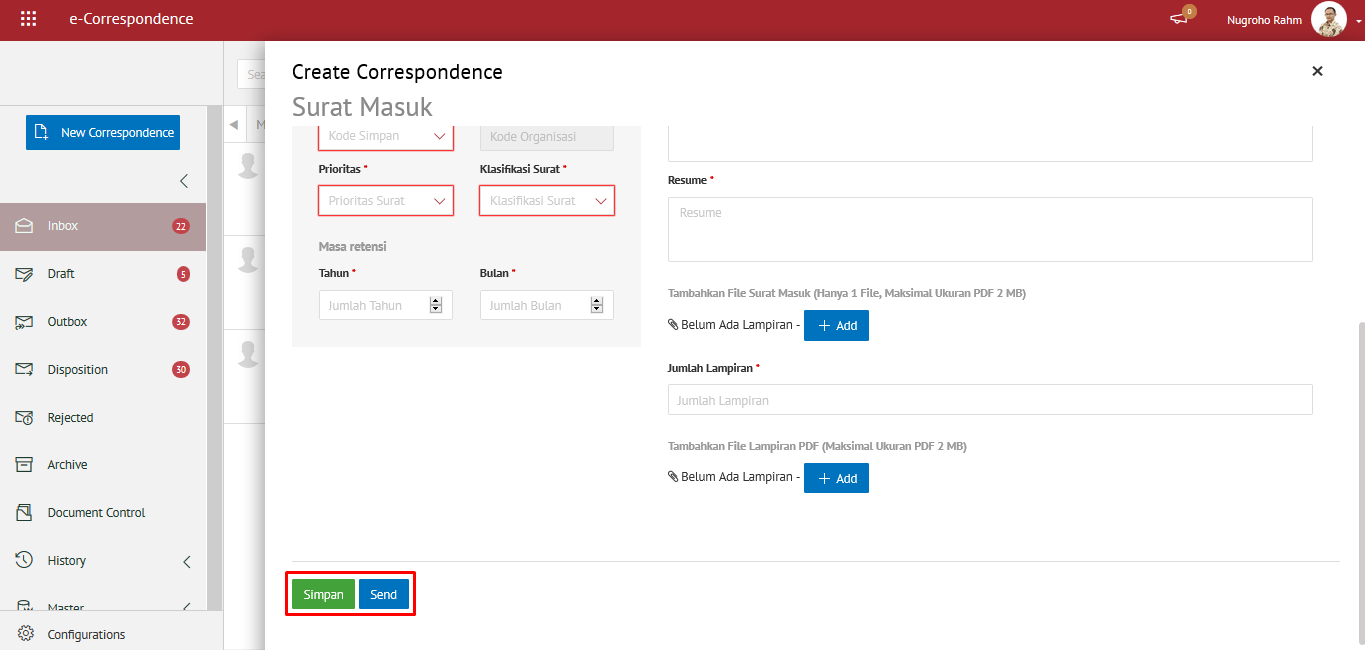 e-Correspondence
0
Nugroho Rahm
Create Correspondence
Surat Masuk
New Correspondence
Inbox 22
Draft 5
Outbox 32
Disposition 30
Rejected
Archive
Document Control
History
Master
Configurations
Sea
M
Kode Simpan
Kode Organisasi
Prioritas *
Klasifikasi Surat *
Prioritas Surat
Klasifikasi Surat
Masa retensi
Tahun *
Bulan *
Jumlah Tahun
Jumlah Bulan
Resume *
Resume
Tambahkan File Surat Masuk (Hanya 1 File, Maksimal Ukuran PDF 2 MB)
Belum Ada Lampiran - + Add
Jumlah Lampiran *
Jumlah Lampiran
Tambahkan File Lampiran PDF (Maksimal Ukuran PDF 2 MB)
Belum Ada Lampiran - + Add
Simpan
Send